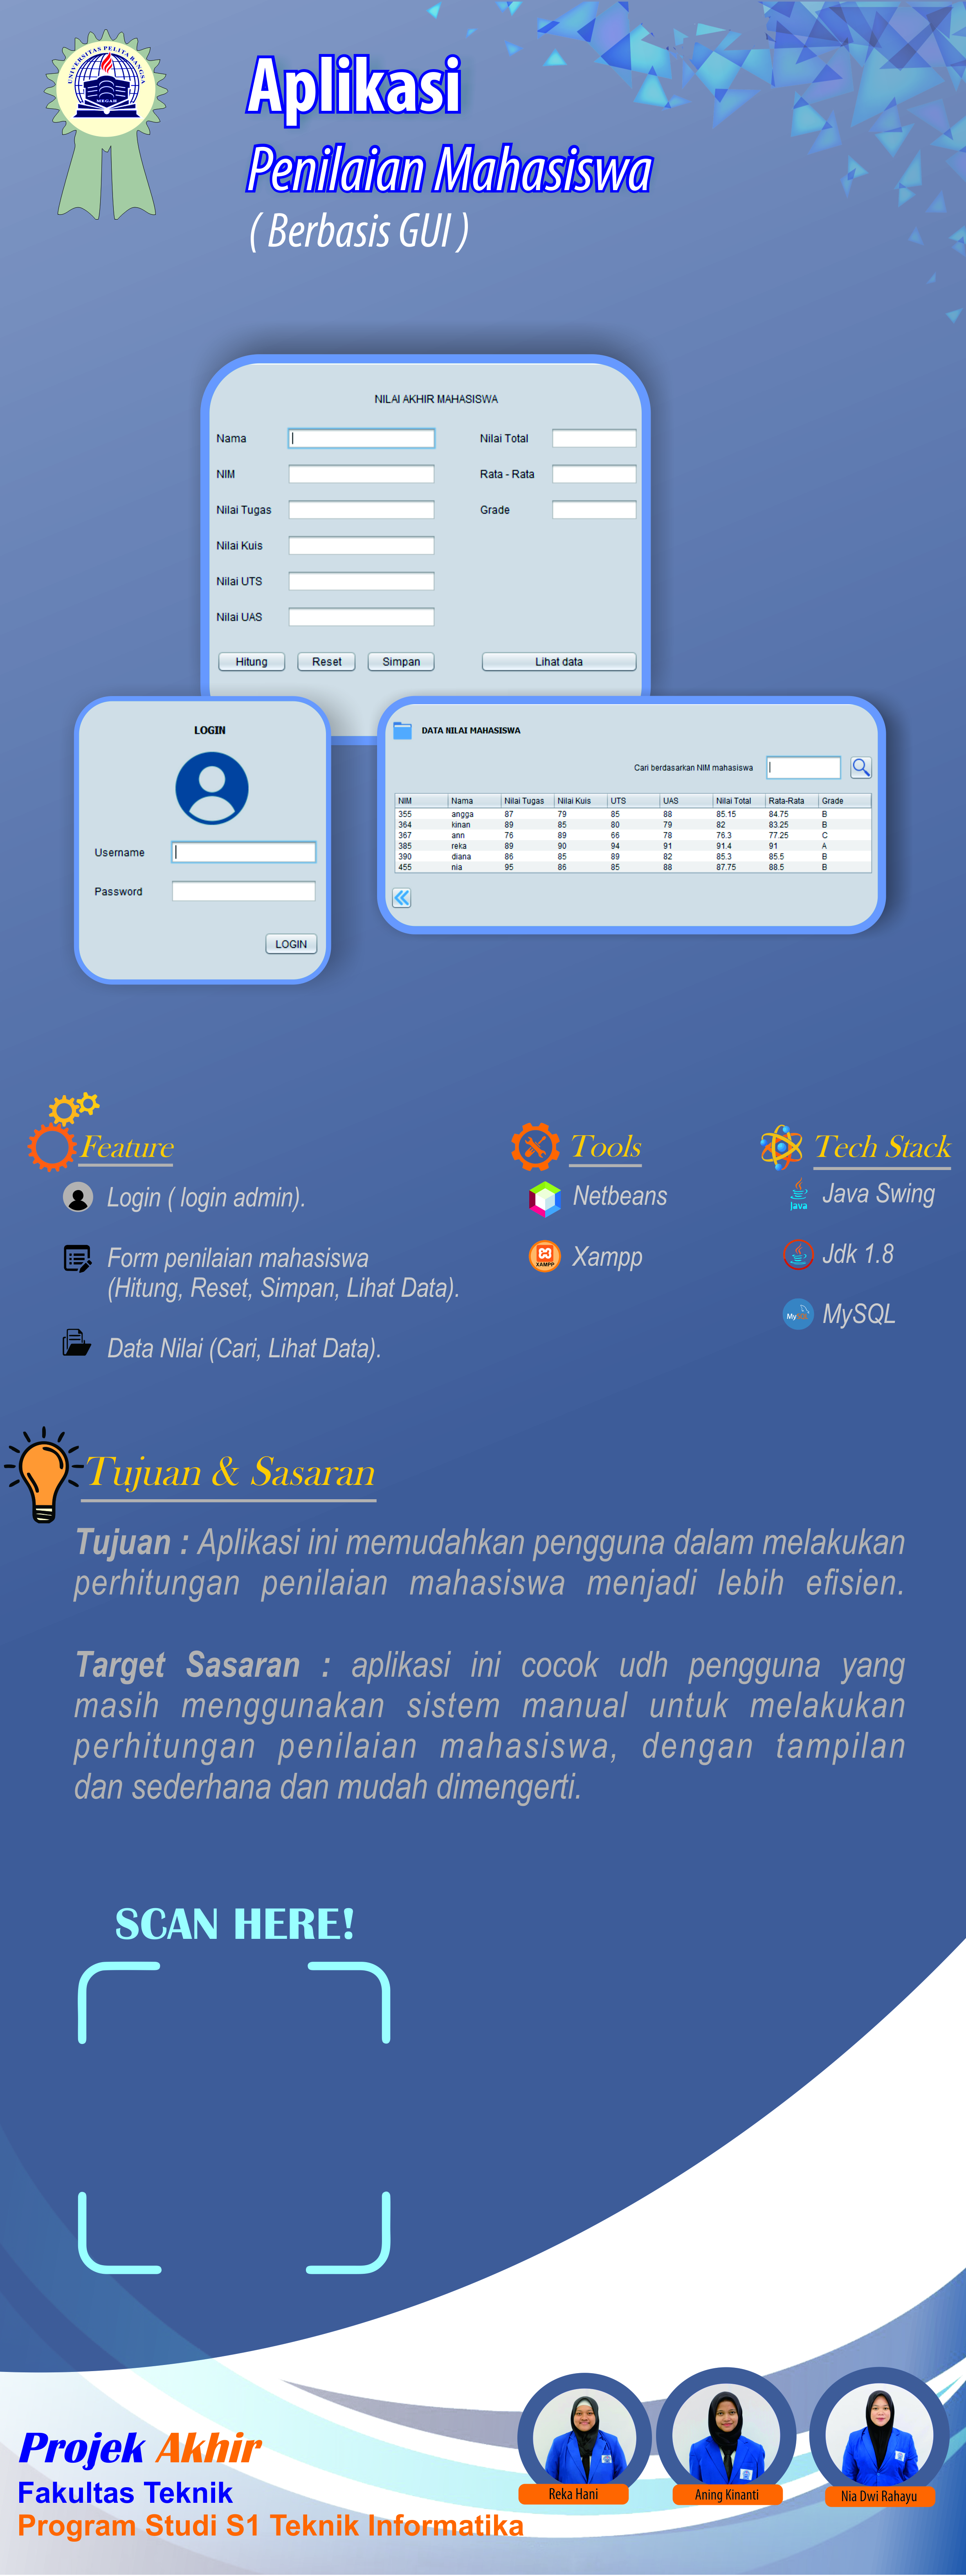 UNIVERSITAS PELITA BANGSA
MEGAH
Aplikasi
Penilaian Mahasiswa
( Berbasis GUI )
NILAI AKHIR MAHASISWA
Nama
Nilai Total
NIM
Rata - Rata
Nilai Tugas
Grade
Nilai Kuis
Nilai UTS
Nilai UAS
Hitung Reset Simpan Lihat data
LOGIN
Username
Password
LOGIN
DATA NILAI MAHASISWA
Cari berdasarkan NIM mahasiswa
NIM Nama Nilai Tugas Nilai Kuis UTS UAS Nilai Total Rata-Rata Grade
355 angga 87 79 85 88 85.15 84.75 B
364 kinan 89 85 80 79 82 83.25 B
367 ann 76 89 66 78 76.3 77.25 C
385 reka 89 90 94 91 91.4 91 A
390 diana 86 85 89 82 85.3 85.5 B
455 nia 95 86 85 88 87.75 88.5 B
Feature
Login ( login admin).
Form penilaian mahasiswa
(Hitung, Reset, Simpan, Lihat Data).
Data Nilai (Cari, Lihat Data).
Tools
Netbeans
XAMPP
Xampp
Tech Stack
java
Java Swing
Jdk 1.8
MySQL
MySQL
Tujuan & Sasaran
Tujuan : Aplikasi ini memudahkan pengguna dalam melakukan
perhitungan penilaian mahasiswa menjadi lebih efisien.
Target Sasaran : aplikasi ini cocok udh pengguna yang
masih menggunakan sistem manual untuk melakukan
perhitungan penilaian mahasiswa, dengan tampilan
dan sederhana dan mudah dimengerti.
SCAN HERE!
Projek Akhir
Fakultas Teknik
Program Studi S1 Teknik Informatika
Reka Hani
Aning Kinanti
Nia Dwi Rahayu